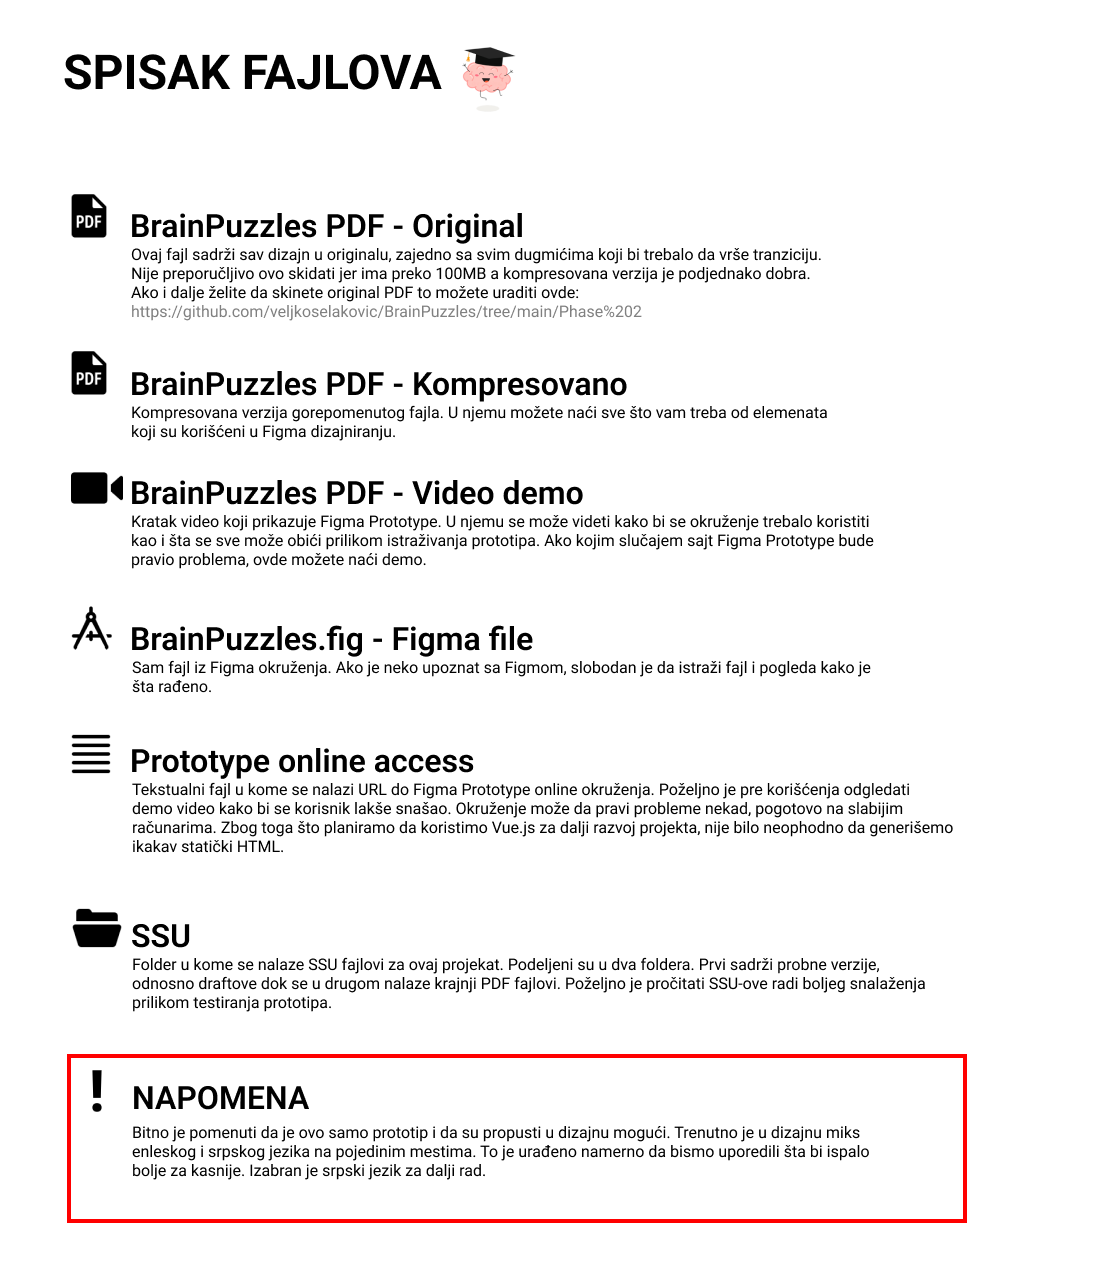 SPISAK FAJLOVA
PDF
BrainPuzzles PDF - Original
Ovaj fajl sadrži sav dizajn u originalu, zajedno sa svim dugmićima koji bi trebalo da vrše tranziciju.
Nije preporučljivo ovo skidati jer ima preko 100MB a kompresovana verzija je podjednako dobra.
Ako i dalje želite da skinete original PDF to možete uraditi ovde:
https://github.com/veljkoselakovic/BrainPuzzles/tree/main/Phase%202
PDF
BrainPuzzles PDF - Kompresovano
Kompresovana verzija gorepomenutog fajla. U njemu možete naći sve što vam treba od elemenata
koji su korišćeni u Figma dizajniranju.
BrainPuzzles PDF - Video demo
Kratak video koji prikazuje Figma Prototype. U njemu se može videti kako bi se okruženje trebalo koristiti
kao i šta se sve može obići prilikom istraživanja prototipa. Ako kojim slučajem sajt Figma Prototype bude
pravio problema, ovde možete naći demo.
BrainPuzzles.fig - Figma file
Sam fajl iz Figma okruženja. Ako je neko upoznat sa Figmom, slobodan je da istraži fajl i pogleda kako je
šta rađeno.
Prototype online access
Tekstualni fajl u kome se nalazi URL do Figma Prototype online okruženja. Poželjno je pre korišćenja odgledati
demo video kako bi se korisnik lakše snašao. Okruženje može da pravi probleme nekad, pogotovo na slabijim
računarima. Zbog toga što planiramo da koristimo Vue.js za dalji razvoj projekta, nije bilo neophodno da generišemo
ikakav statički HTML.
SSU
Folder u kome se nalaze SSU fajlovi za ovaj projekat. Podeljeni su u dva foldera. Prvi sadrži probne verzije,
odnosno draftove dok se u drugom nalaze krajnji PDF fajlovi. Poželjno je pročitati SSU-ove radi boljeg snalaženja
prilikom testiranja prototipa.
! NAPOMENA
Bitno je pomenuti da je ovo samo prototip i da su propusti u dizajnu mogući. Trenutno je u dizajnu miks
enleskog i srpskog jezika na pojedinim mestima. To je urađeno namerno da bismo uporedili šta bi ispalo
bolje za kasnije. Izabran je srpski jezik za dalji rad.